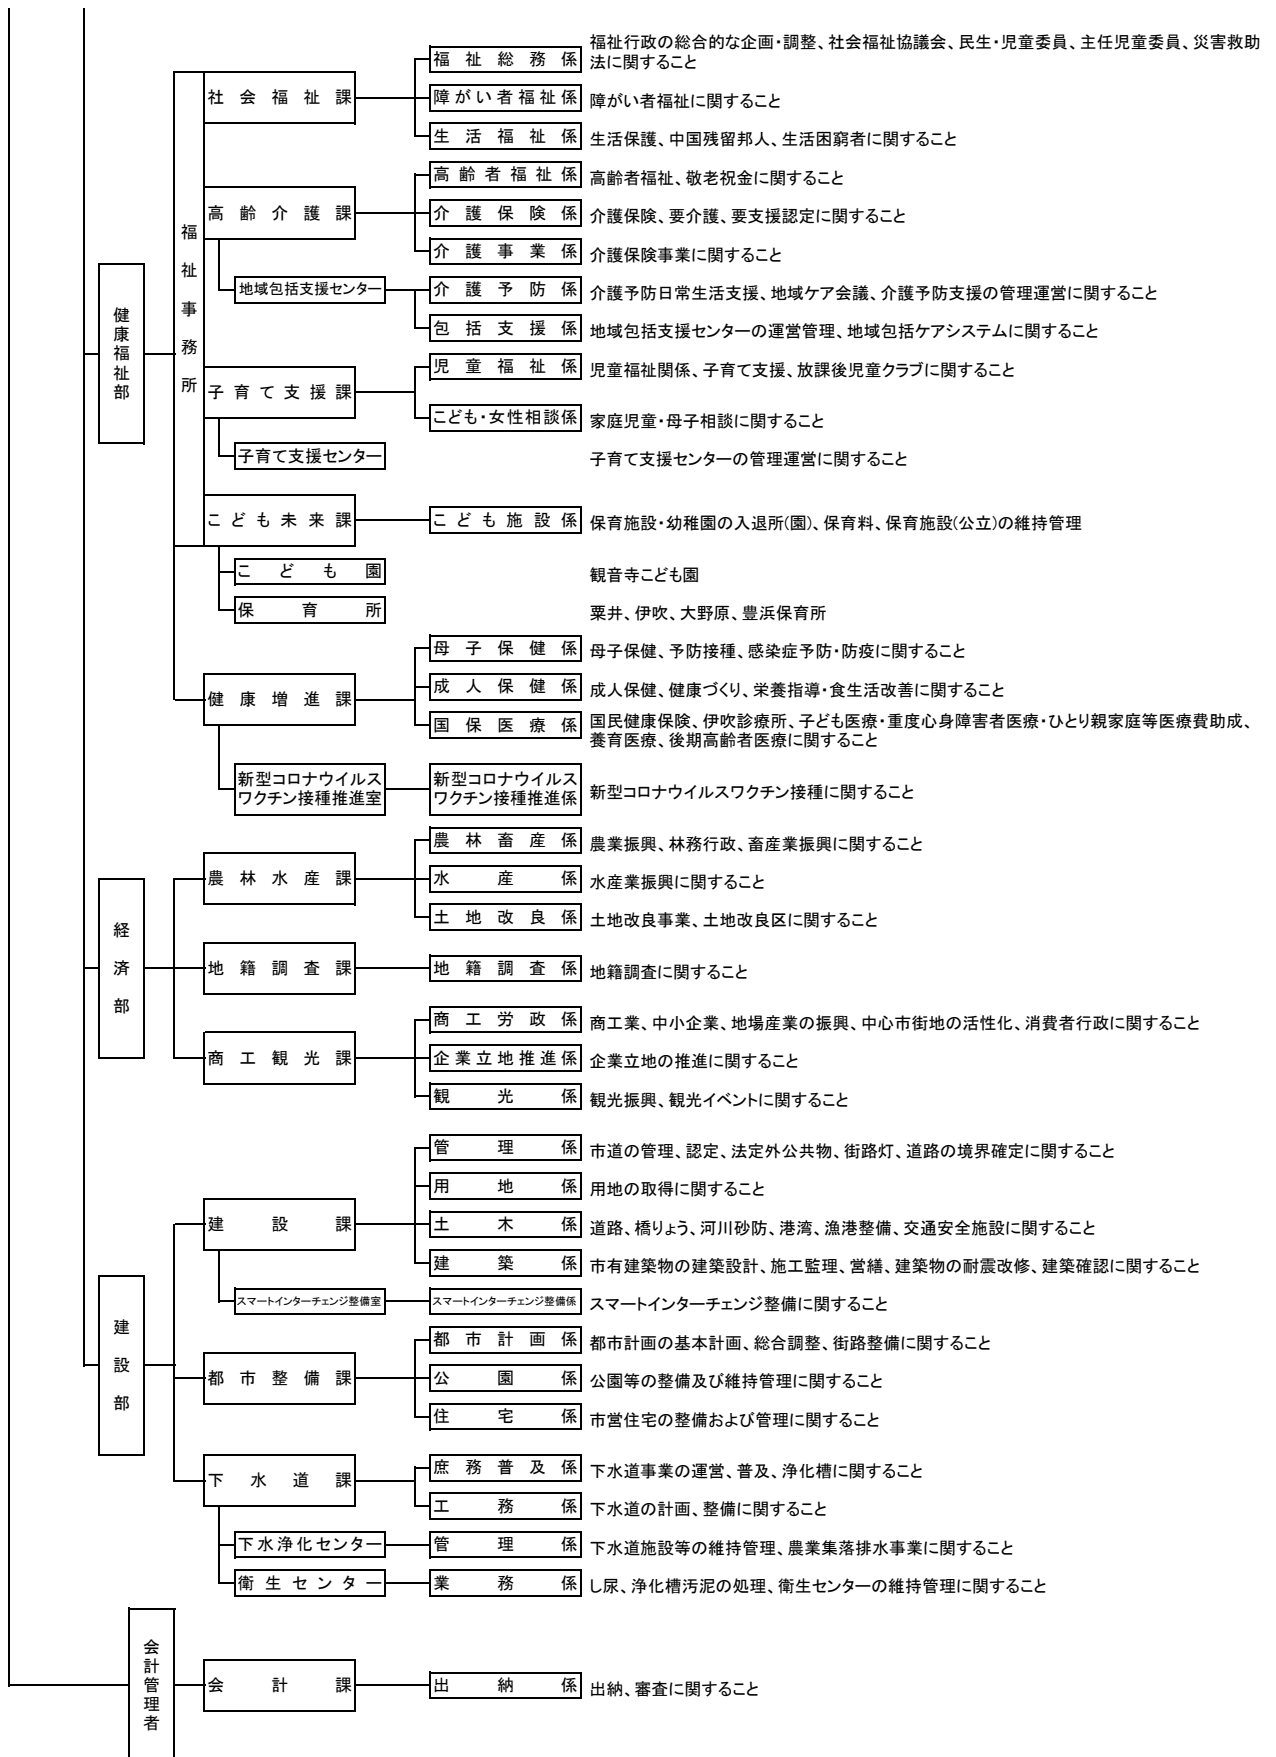 健康福祉部
福祉事務所
社会福祉課
福祉総務係
福祉行政の総合的な企画・調整、社会福祉協議会、民生・児童委員、主任児童委員、災害救助
法に関すること
障がい者福祉係
障がい者福祉に関すること
生活福祉係
生活保護、中国残留邦人、生活困窮者に関すること
高齢介護課
高齢者福祉係
高齢者福祉、敬老祝金に関すること
介護保険係
介護保険、要介護、要支援認定に関すること
介護事業係
介護保険事業に関すること
地域包括支援センター
介護予防係
介護予防日常生活支援、地域ケア会議、介護予防支援の管理運営に関すること
包括支援係
地域包括支援センターの運営管理、地域包括ケアシステムに関すること
子育て支援課
児童福祉係
児童福祉関係、子育て支援、放課後児童クラブに関すること
こども・女性相談係
家庭児童・母子相談に関すること
子育て支援センター
子育て支援センターの管理運営に関すること
こども未来課
こども施設係
保育施設・幼稚園の入退所(園)、保育料、保育施設(公立)の維持管理
こども園
観音寺こども園
保育所
粟井、伊吹、大野原、豊浜保育所
健康増進課
母子保健係
母子保健、予防接種、感染症予防・防疫に関すること
成人保健係
成人保健、健康づくり、栄養指導・食生活改善に関すること
国保医療係
国民健康保険、伊吹診療所、子ども医療・重度心身障害者医療・ひとり親家庭等医療費助成、
養育医療、後期高齢者医療に関すること
新型コロナウイルス
ワクチン接種推進室
新型コロナウイルス
ワクチン接種推進係
新型コロナウイルスワクチン接種に関すること
経済部
農林水産課
農林畜産係
農業振興、林務行政、畜産業振興に関すること
水産係
水産業振興に関すること
土地改良係
土地改良事業、土地改良区に関すること
地籍調査課
地籍調査係
地籍調査に関すること
商工観光課
商工労政係
商工業、中小企業、地場産業の振興、中心市街地の活性化、消費者行政に関すること
企業立地推進係
企業立地の推進に関すること
観光係
観光振興、観光イベントに関すること
建設部
建設課
管理係
市道の管理、認定、法定外公共物、街路灯、道路の境界確定に関すること
用地係
用地の取得に関すること
土木係
道路、橋りょう、河川砂防、港湾、漁港整備、交通安全施設に関すること
建築係
市有建築物の建築設計、施工監理、営繕、建築物の耐震改修、建築確認に関すること
スマートインターチェンジ整備室
スマートインターチェンジ整備係
スマートインターチェンジ整備に関すること
都市整備課
都市計画係
都市計画の基本計画、総合調整、街路整備に関すること
公園係
公園等の整備及び維持管理に関すること
住宅係
市営住宅の整備および管理に関すること
下水道課
庶務普及係
下水道事業の運営、普及、浄化槽に関すること
工務係
下水道の計画、整備に関すること
下水浄化センター
管理係
下水道施設等の維持管理、農業集落排水事業に関すること
衛生センター
業務係
し尿、浄化槽汚泥の処理、衛生センターの維持管理に関すること
会計管理者
会計課
出納係
出納、審査に関すること